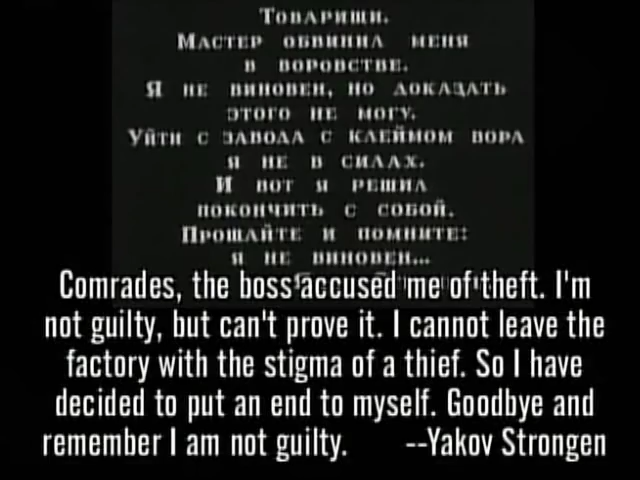 Товарищи.
Мастер обвинил меня
в воровстве.
Я не виновен, но доказать
этого не могу.
Уйти с завода с клеймом вора
я не в силах.
И вот я решил
покончить с собой.
Прощайте и помните:
я не виновен...
Comrades, the boss accused me of theft. I'm
not guilty, but can't prove it. I cannot leave the
factory with the stigma of a thief. So I have
decided to put an end to myself. Goodbye and
remember I am not guilty. --Yakov Strongen